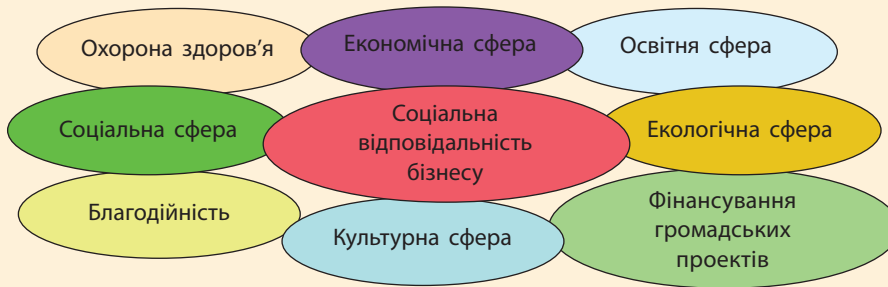 Охорона здоров'я
Економічна сфера
Освітня сфера
Соціальна сфера
Соціальна
відповідальність
бізнесу
Екологічна сфера
Благодійність
Культурна сфера
Фінансування
громадських
проектів